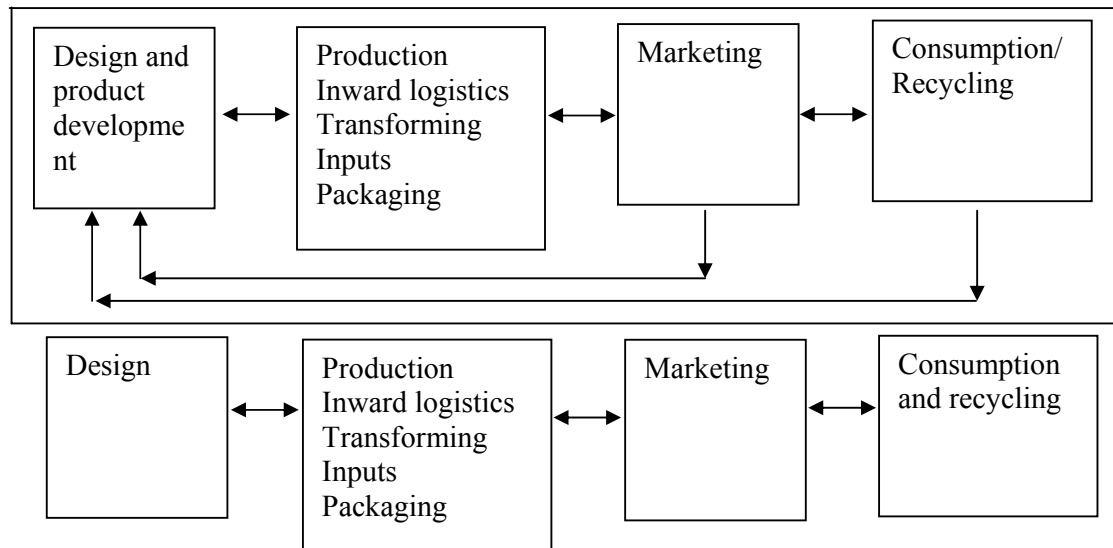 Design and
product
developme
nt
Production
Inward logistics
Transforming
Inputs
Packaging
Marketing
Consumption/
Recycling
Design
Production
Inward logistics
Transforming
Inputs
Packaging
Marketing
Consumption
and recycling